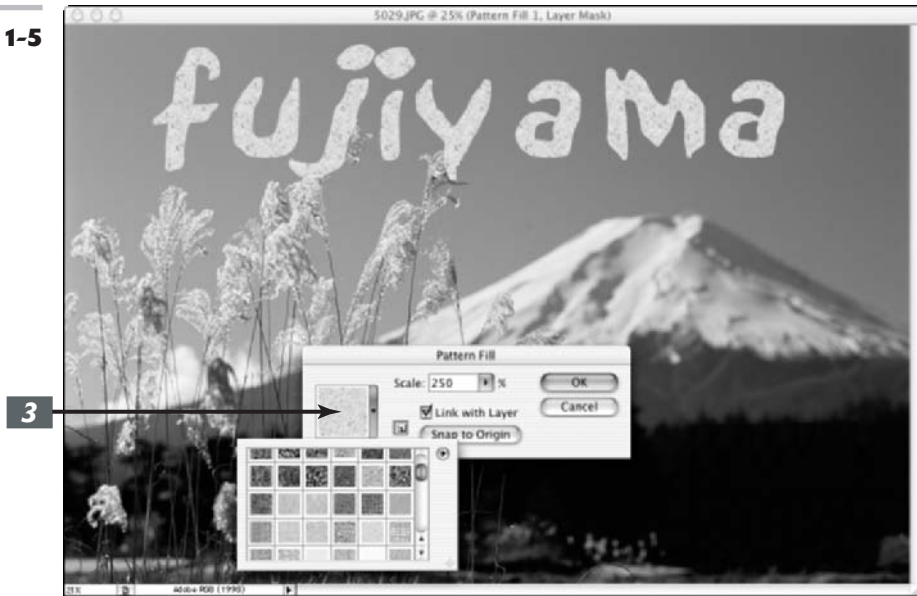 1-5
5029.JPG @ 25% (Pattern Fill 1, Layer Mask)
fujiyama
Pattern Fill
Scale: 250 %
OK
Link with Layer
Cancel
Snap to Origin
3
25%
Adobe RGB (1998)